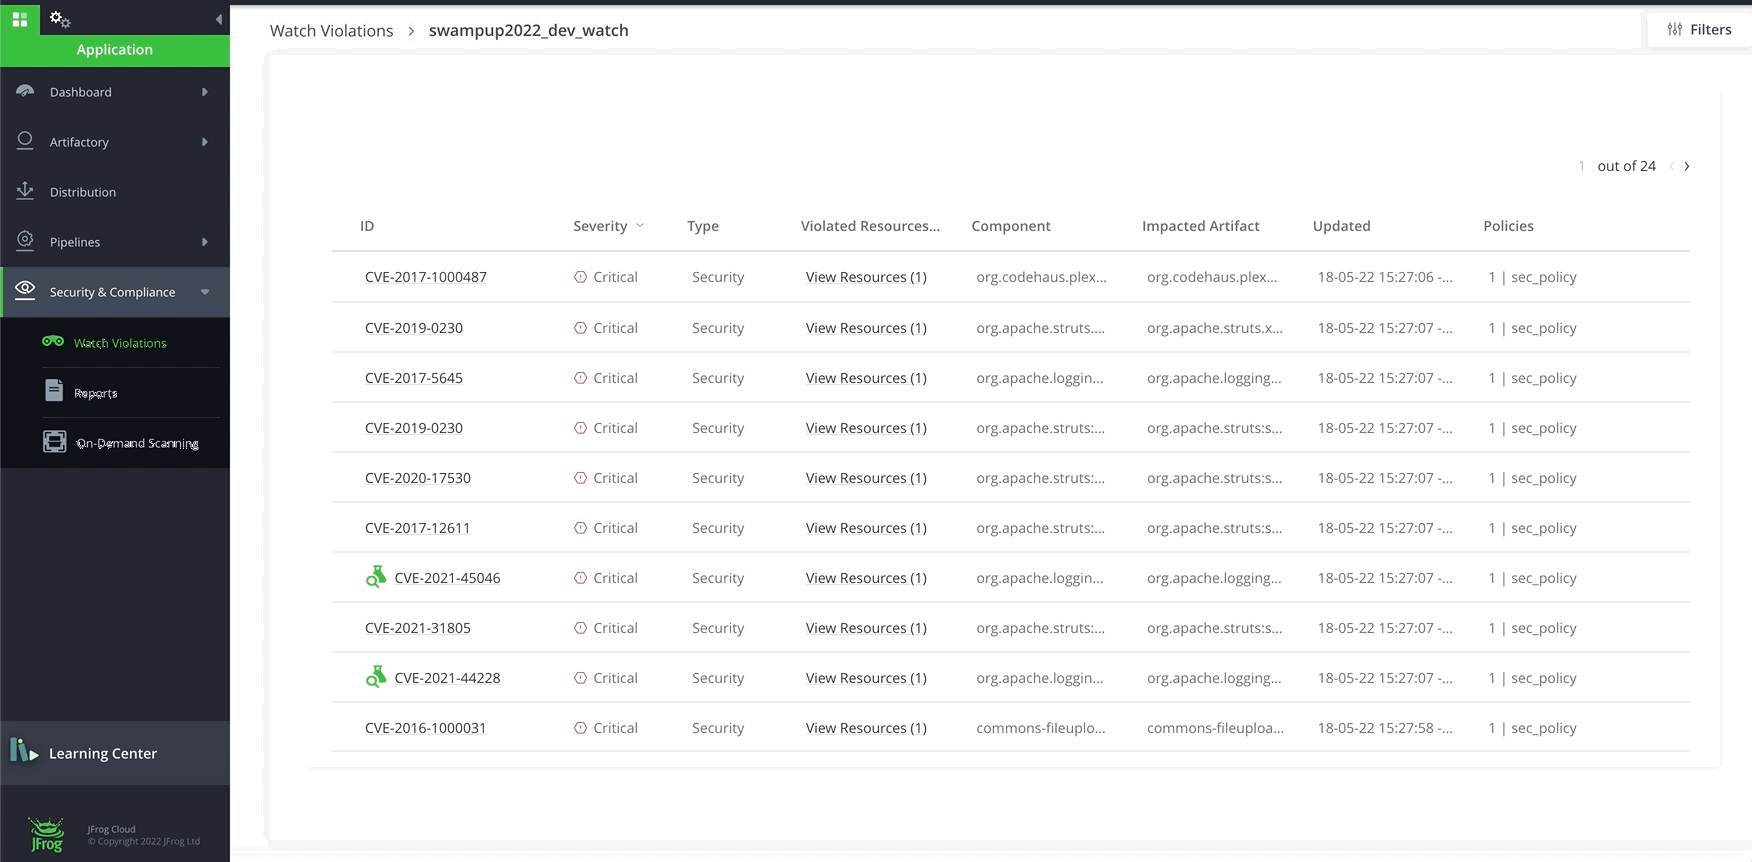 Application
Dashboard
Artifactory
Distribution
Pipelines
Security & Compliance
Watch Violations
Reports
On-Demand Scanning
Learning Center
JFrog
JFrog Cloud
© Copyright 2022 JFrog Ltd
Watch Violations > swampup2022_dev_watch
Filters
1 out of 24 < >
ID Severity Type Violated Resources... Component Impacted Artifact Updated Policies
CVE-2017-1000487 Critical Security View Resources (1) org.codehaus.plex... org.codehaus.plex... 18-05-22 15:27:06 -... 1 | sec_policy
CVE-2019-0230 Critical Security View Resources (1) org.apache.struts.... org.apache.struts.x... 18-05-22 15:27:07 -... 1 | sec_policy
CVE-2017-5645 Critical Security View Resources (1) org.apache.loggin... org.apache.logging... 18-05-22 15:27:07 -... 1 | sec_policy
CVE-2019-0230 Critical Security View Resources (1) org.apache.struts:... org.apache.struts:s... 18-05-22 15:27:07 -... 1 | sec_policy
CVE-2020-17530 Critical Security View Resources (1) org.apache.struts:... org.apache.struts:s... 18-05-22 15:27:07 -... 1 | sec_policy
CVE-2017-12611 Critical Security View Resources (1) org.apache.struts:... org.apache.struts:s... 18-05-22 15:27:07 -... 1 | sec_policy
CVE-2021-45046 Critical Security View Resources (1) org.apache.loggin... org.apache.logging... 18-05-22 15:27:07 -... 1 | sec_policy
CVE-2021-31805 Critical Security View Resources (1) org.apache.struts:... org.apache.struts:s... 18-05-22 15:27:07 -... 1 | sec_policy
CVE-2021-44228 Critical Security View Resources (1) org.apache.loggin... org.apache.logging... 18-05-22 15:27:07 -... 1 | sec_policy
CVE-2016-1000031 Critical Security View Resources (1) commons-fileuplo... commons-fileuploa... 18-05-22 15:27:58 -... 1 | sec_policy